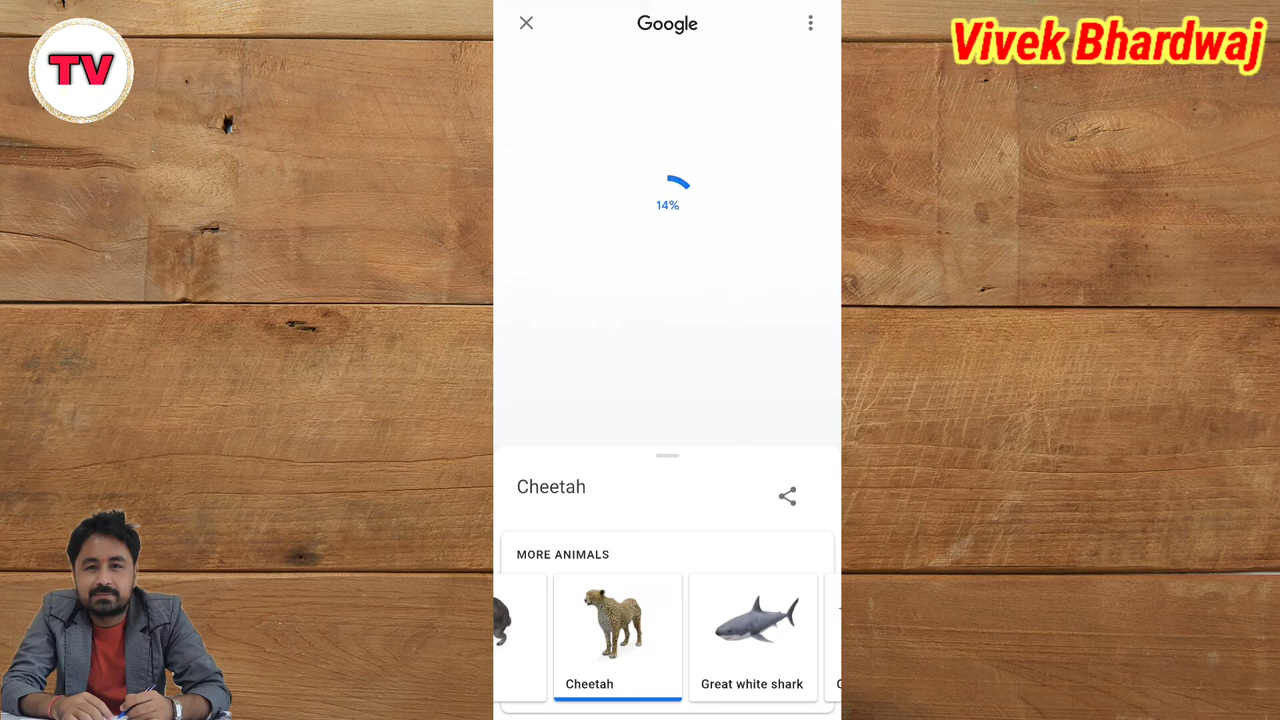 TV
Vivek Bhardwaj
Google
14%
Cheetah
MORE ANIMALS
Cheetah
Great white shark